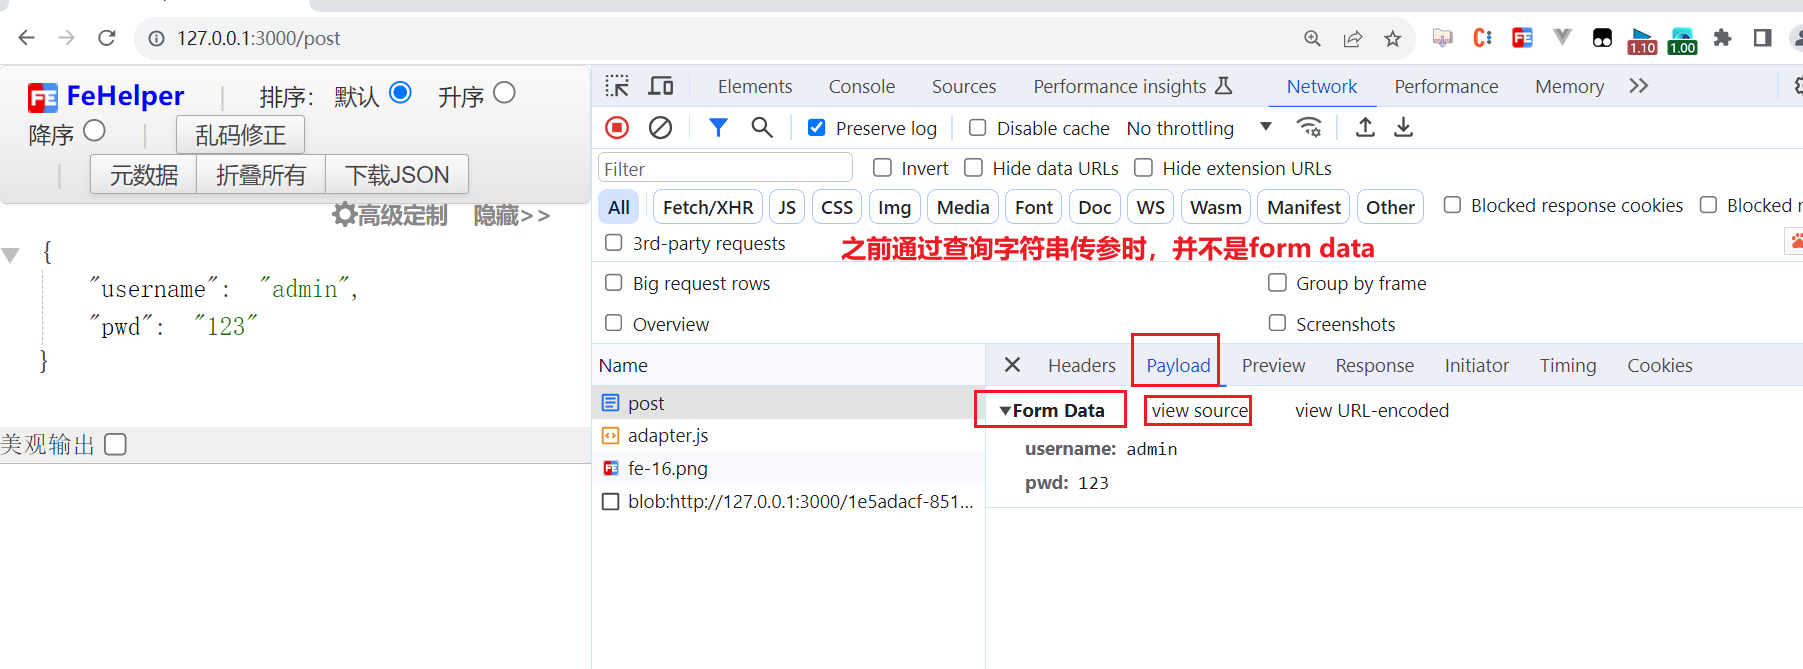 127.0.0.1:3000/post
1.10
1.00
FeHelper | 排序： 默认 升序
降序 | 乱码修正
| 元数据 折叠所有 下载JSON
高级定制 隐藏>>
{
"username": "admin",
"pwd": "123"
}
美观输出
Elements Console Sources Performance insights Network Performance Memory
Preserve log Disable cache No throttling
Filter Invert Hide data URLs Hide extension URLs
All Fetch/XHR JS CSS Img Media Font Doc WS Wasm Manifest Other Blocked response cookies Blocked
3rd-party requests
之前通过查询字符串传参时，并不是form data
Big request rows Group by frame
Overview Screenshots
Name
post
adapter.js
fe-16.png
blob:http://127.0.0.1:3000/1e5adacf-851...
Headers Payload Preview Response Initiator Timing Cookies
Form Data view source view URL-encoded
username: admin
pwd: 123